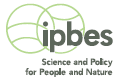 ipbes
Science and Policy
for People and Nature